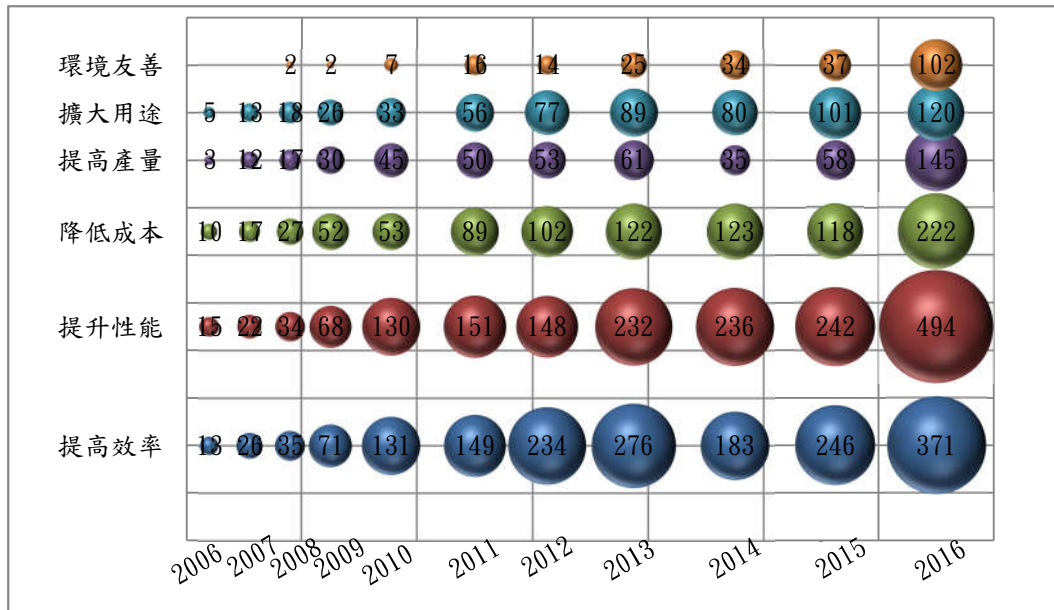 環境友善 2 2 7 16 14 25 34 37 102
擴大用途 5 13 18 26 33 56 77 89 80 101 120
提高產量 3 12 17 30 45 50 53 61 35 58 145
降低成本 10 17 27 52 53 89 102 122 123 118 222
提升性能 15 22 34 68 130 151 148 232 236 242 494
提高效率 13 26 35 71 131 149 234 276 183 246 371
2006 2007 2008 2009 2010 2011 2012 2013 2014 2015 2016